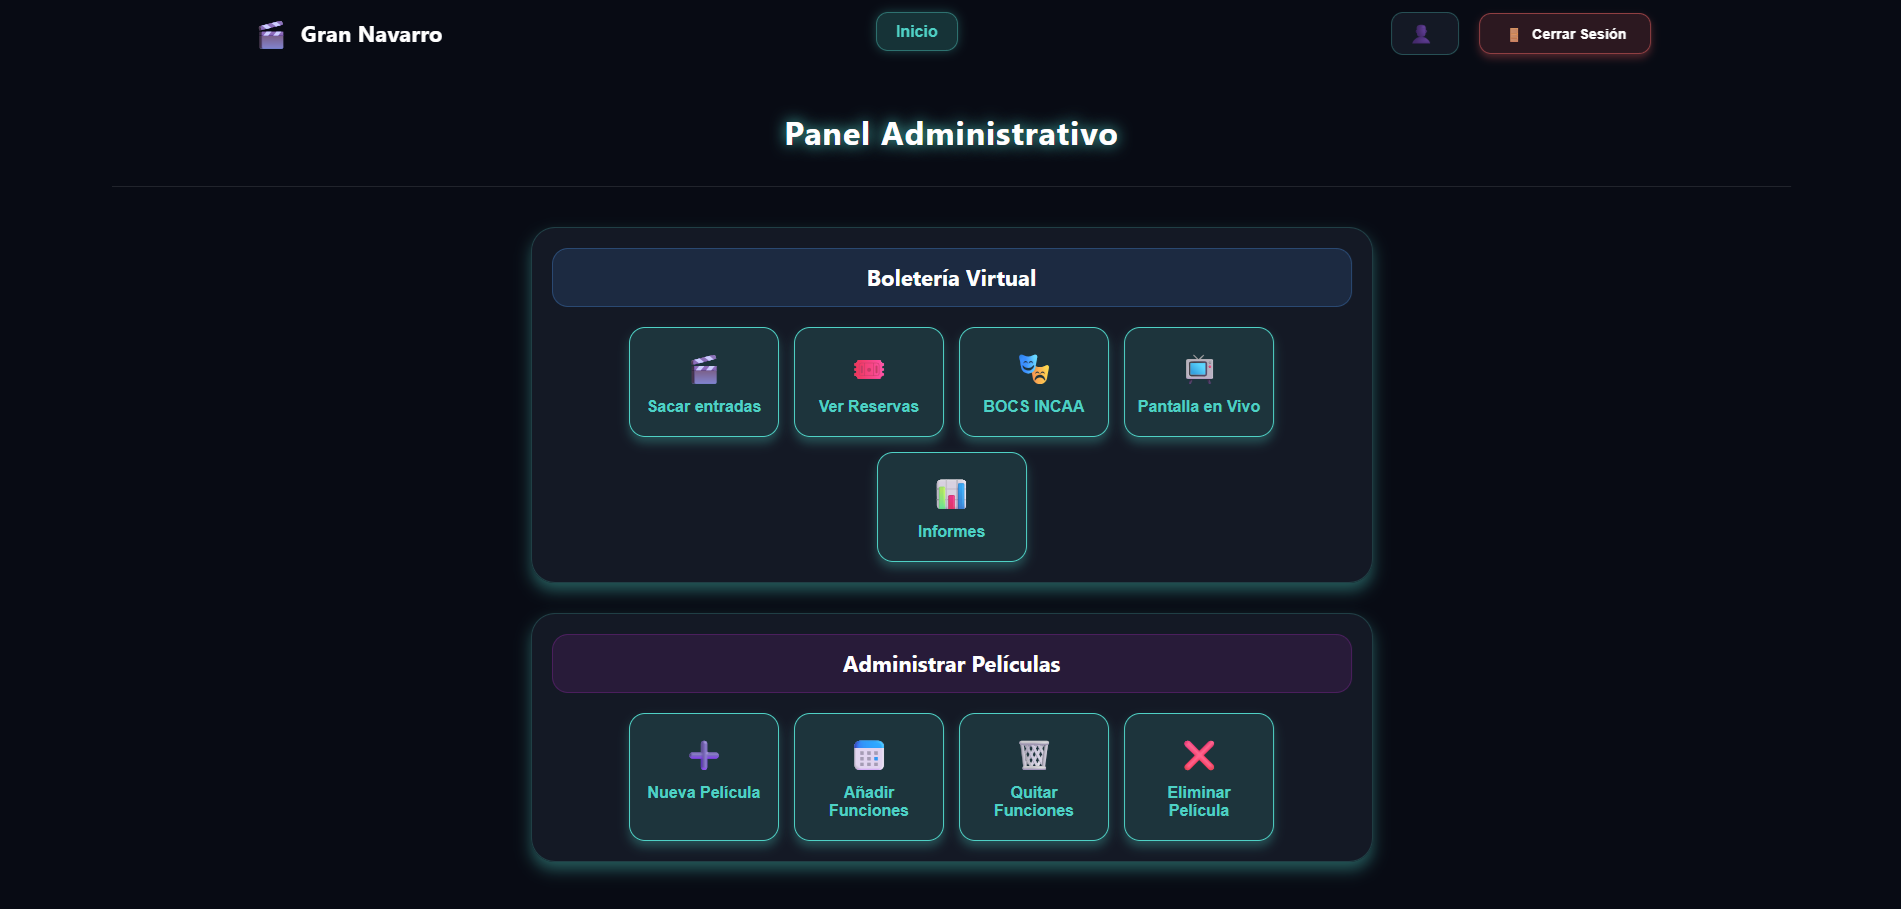 Gran Navarro
Inicio
Cerrar Sesión
Panel Administrativo
Boletería Virtual
Sacar entradas
Ver Reservas
BOCS INCAA
Pantalla en Vivo
Informes
Administrar Películas
Nueva Película
Añadir
Funciones
Quitar
Funciones
Eliminar
Película